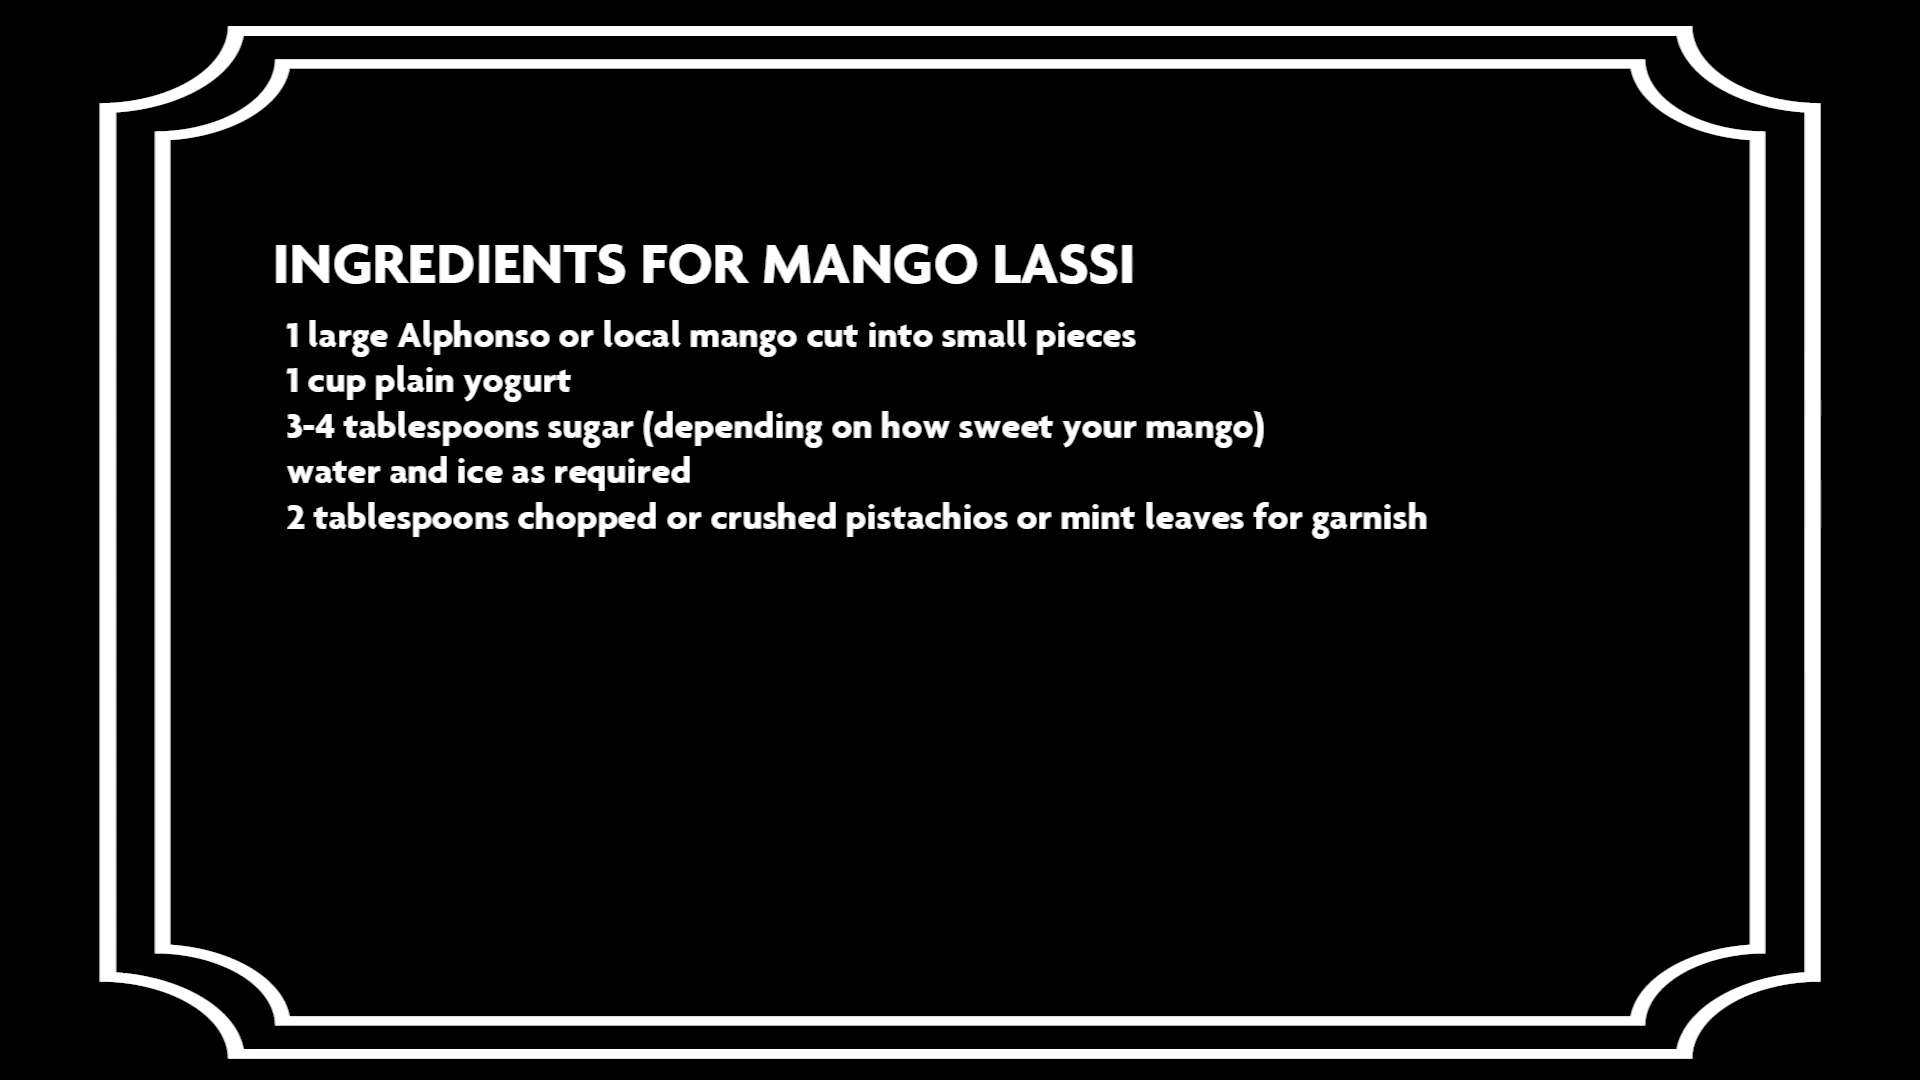 INGREDIENTS FOR MANGO LASSI
1 large Alphonso or local mango cut into small pieces
1 cup plain yogurt
3-4 tablespoons sugar (depending on how sweet your mango)
water and ice as required
2 tablespoons chopped or crushed pistachios or mint leaves for garnish